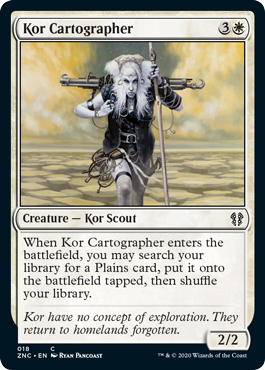 Kor Cartographer 3
Creature — Kor Scout
When Kor Cartographer enters the
battlefield, you may search your
library for a Plains card, put it onto
the battlefield tapped, then shuffle
your library.
Kor have no concept of exploration. They
return to homelands forgotten.
2/2
018 C
ZNC • EN RYAN PANCOAST
™ & © 2020 Wizards of the Coast